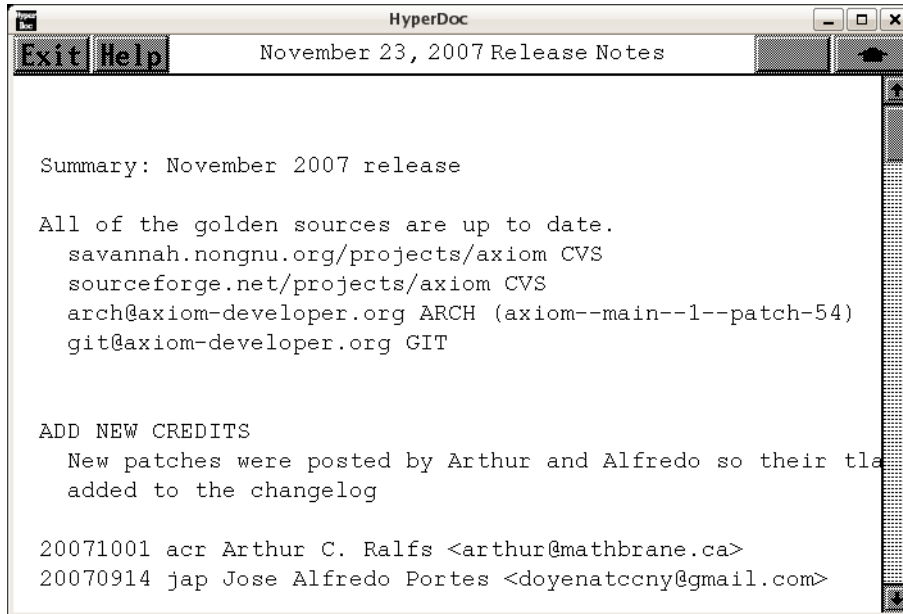 Hyper Doc
HyperDoc
Exit Help November 23, 2007 Release Notes
Summary: November 2007 release
All of the golden sources are up to date.
savannah.nongnu.org/projects/axiom CVS
sourceforge.net/projects/axiom CVS
arch@axiom-developer.org ARCH (axiom--main--1--patch-54)
git@axiom-developer.org GIT
ADD NEW CREDITS
New patches were posted by Arthur and Alfredo so their tla
added to the changelog
20071001 acr Arthur C. Ralfs <arthur@mathbrane.ca>
20070914 jap Jose Alfredo Portes <doyenatccny@gmail.com>